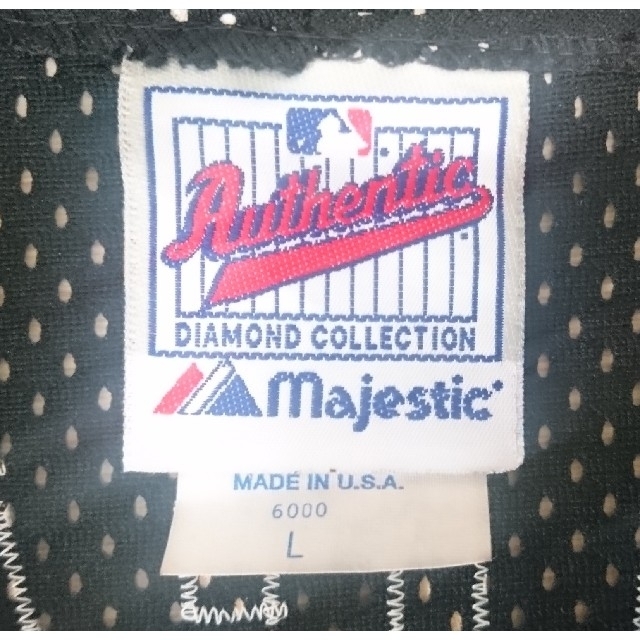 Authentic
DIAMOND COLLECTION
Majestic
MADE IN U.S.A.
6000
L